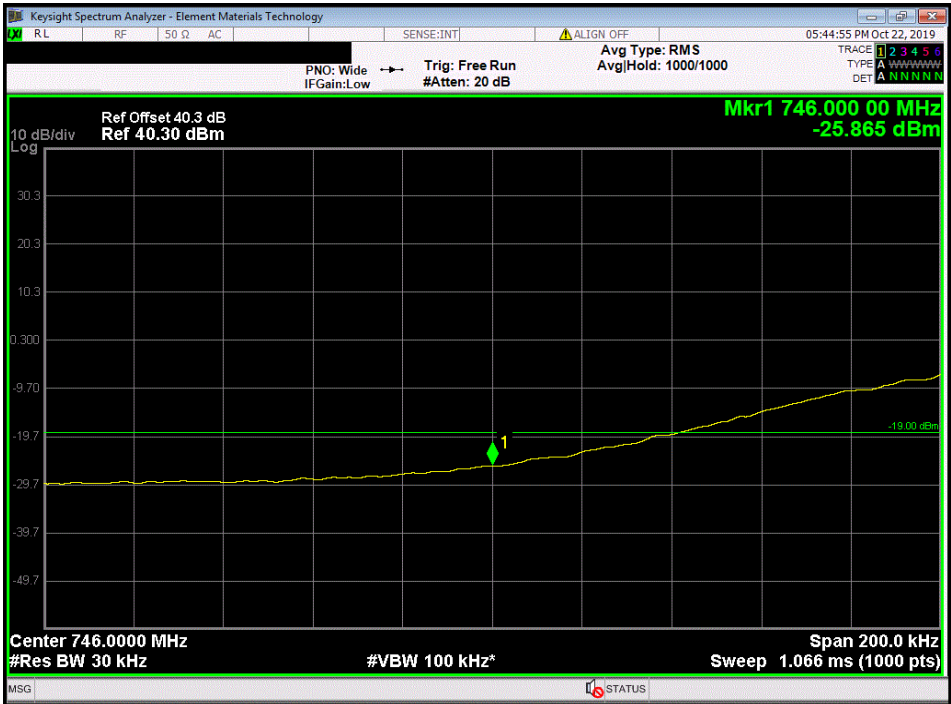 Keysight Spectrum Analyzer - Element Materials Technology
LXI RL RF 50 Ω AC SENSE:INT ALIGN OFF 05:44:55 PM Oct 22, 2019
PNO: Wide Trig: Free Run Avg Type: RMS TRACE 1 2 3 4 5 6
IFGain:Low #Atten: 20 dB Avg|Hold: 1000/1000 TYPE A WWWWW
DET A N N N N N
Mkr1 746.000 00 MHz
-25.865 dBm
Ref Offset 40.3 dB
10 dB/div Ref 40.30 dBm
Log
30.3
20.3
10.3
0.300
-9.70
-19.00 dBm
-19.7
1
-29.7
-39.7
-49.7
Center 746.0000 MHz Span 200.0 kHz
#Res BW 30 kHz #VBW 100 kHz* Sweep 1.066 ms (1000 pts)
MSG STATUS